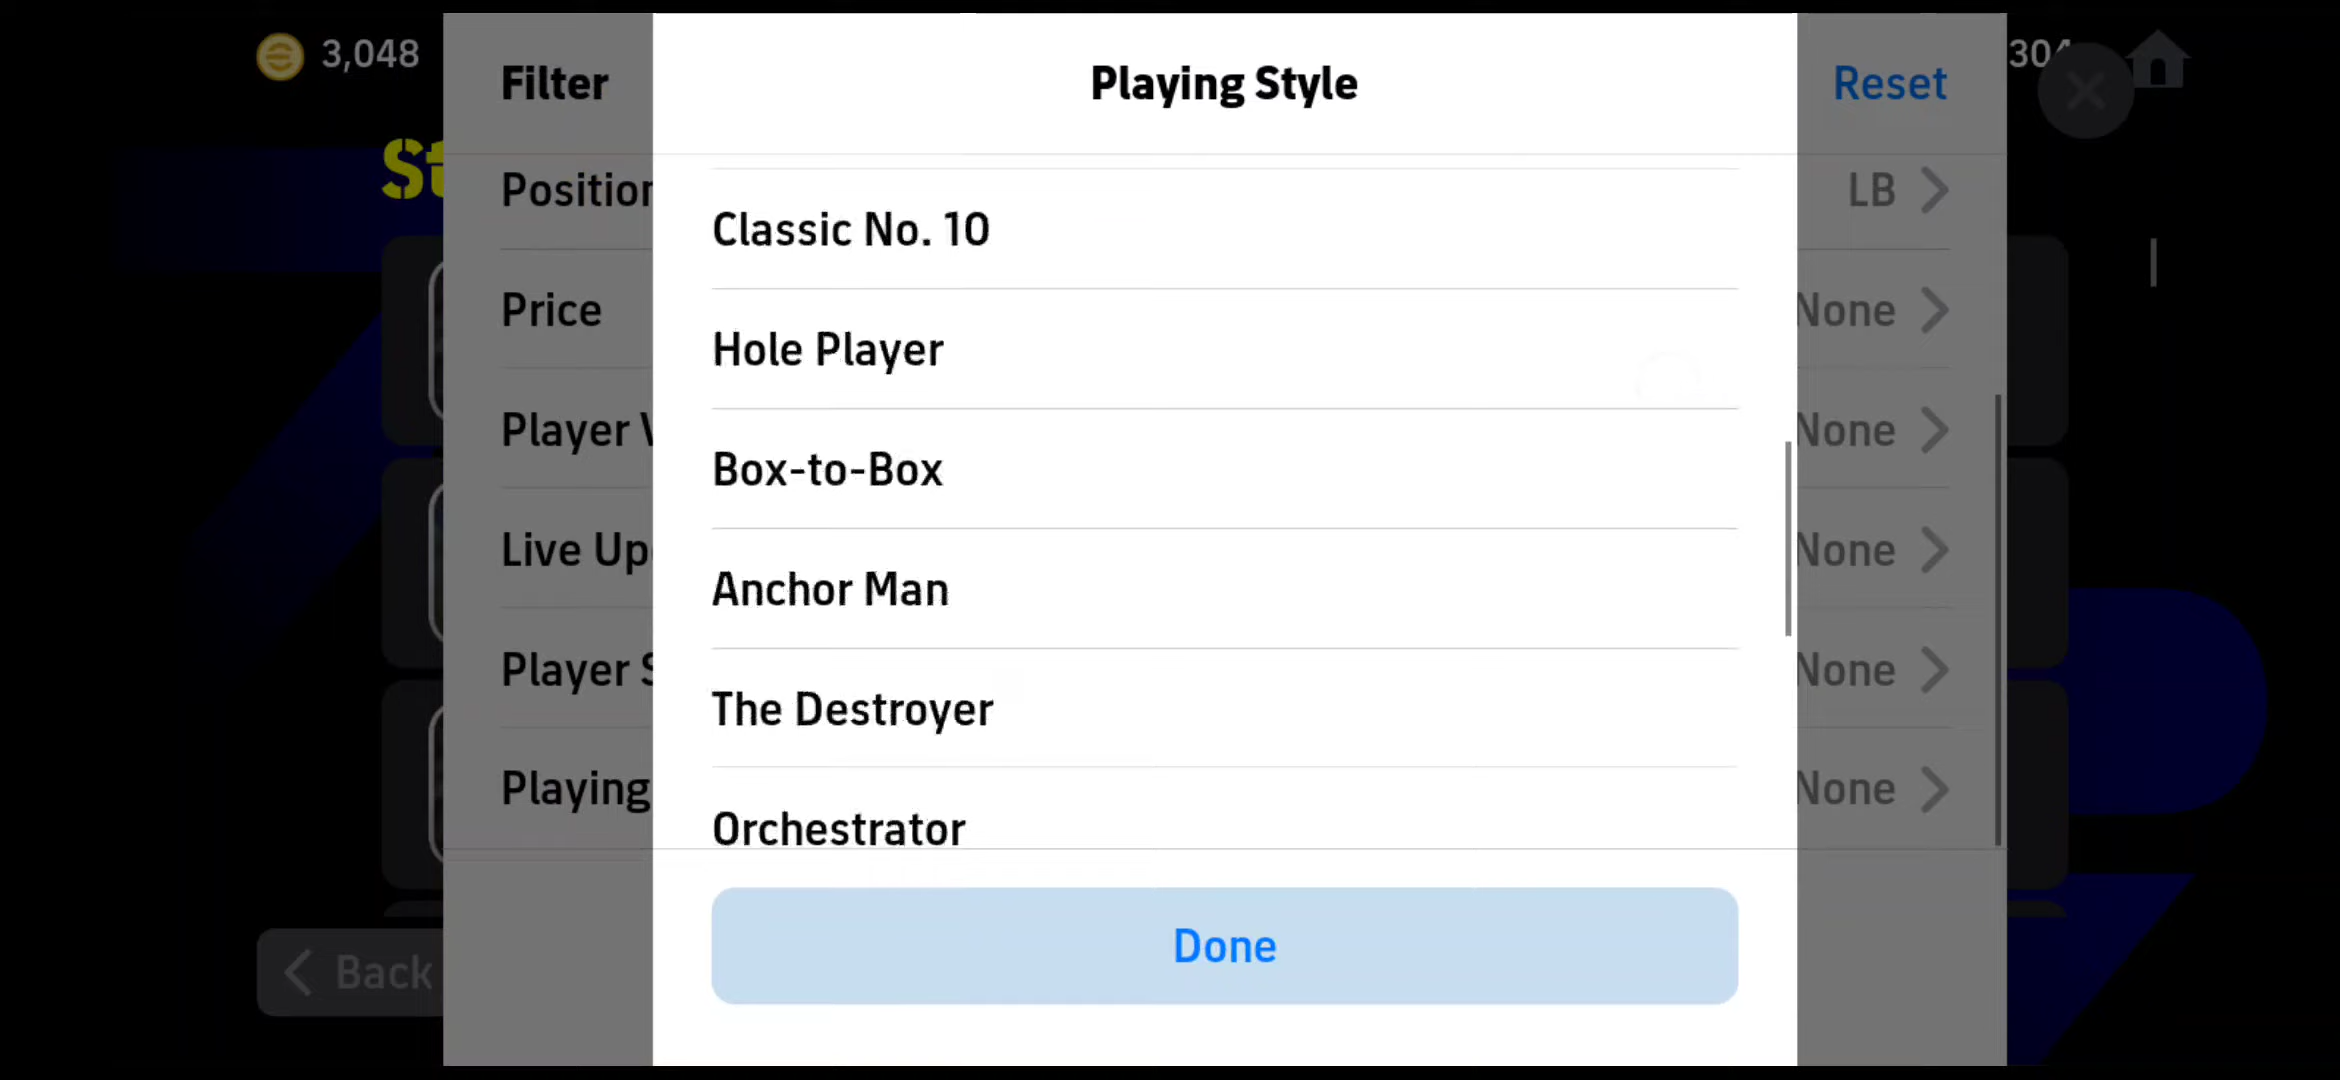 3,048
Filter
Playing Style
Reset
St
Position
LB
Classic No. 10
Price
None
Hole Player
Player
None
Box-to-Box
Live Up
None
Anchor Man
Player S
None
The Destroyer
Playing
None
Orchestrator
Back
Done